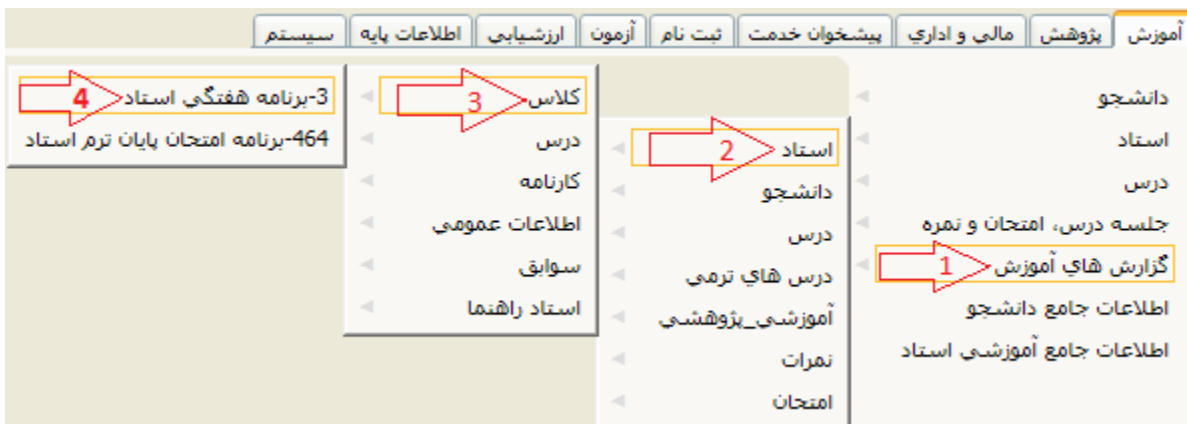 آموزش پژوهش مالي و اداري پيشخوان خدمت ثبت نام آزمون ارزشيابي اطلاعات پايه سيستم
دانشجو
استاد
درس
جلسه درس، امتحان و نمره
گزارش هاي آموزش 1
اطلاعات جامع دانشجو
اطلاعات جامع آموزشي استاد
استاد 2
دانشجو
درس
درس هاي ترمي
آموزشي_پژوهشي
نمرات
امتحان
كلاس 3
درس
كارنامه
اطلاعات عمومي
سوابق
استاد راهنما
3-برنامه هفتگي استاد 4
464-برنامه امتحان پايان ترم استاد